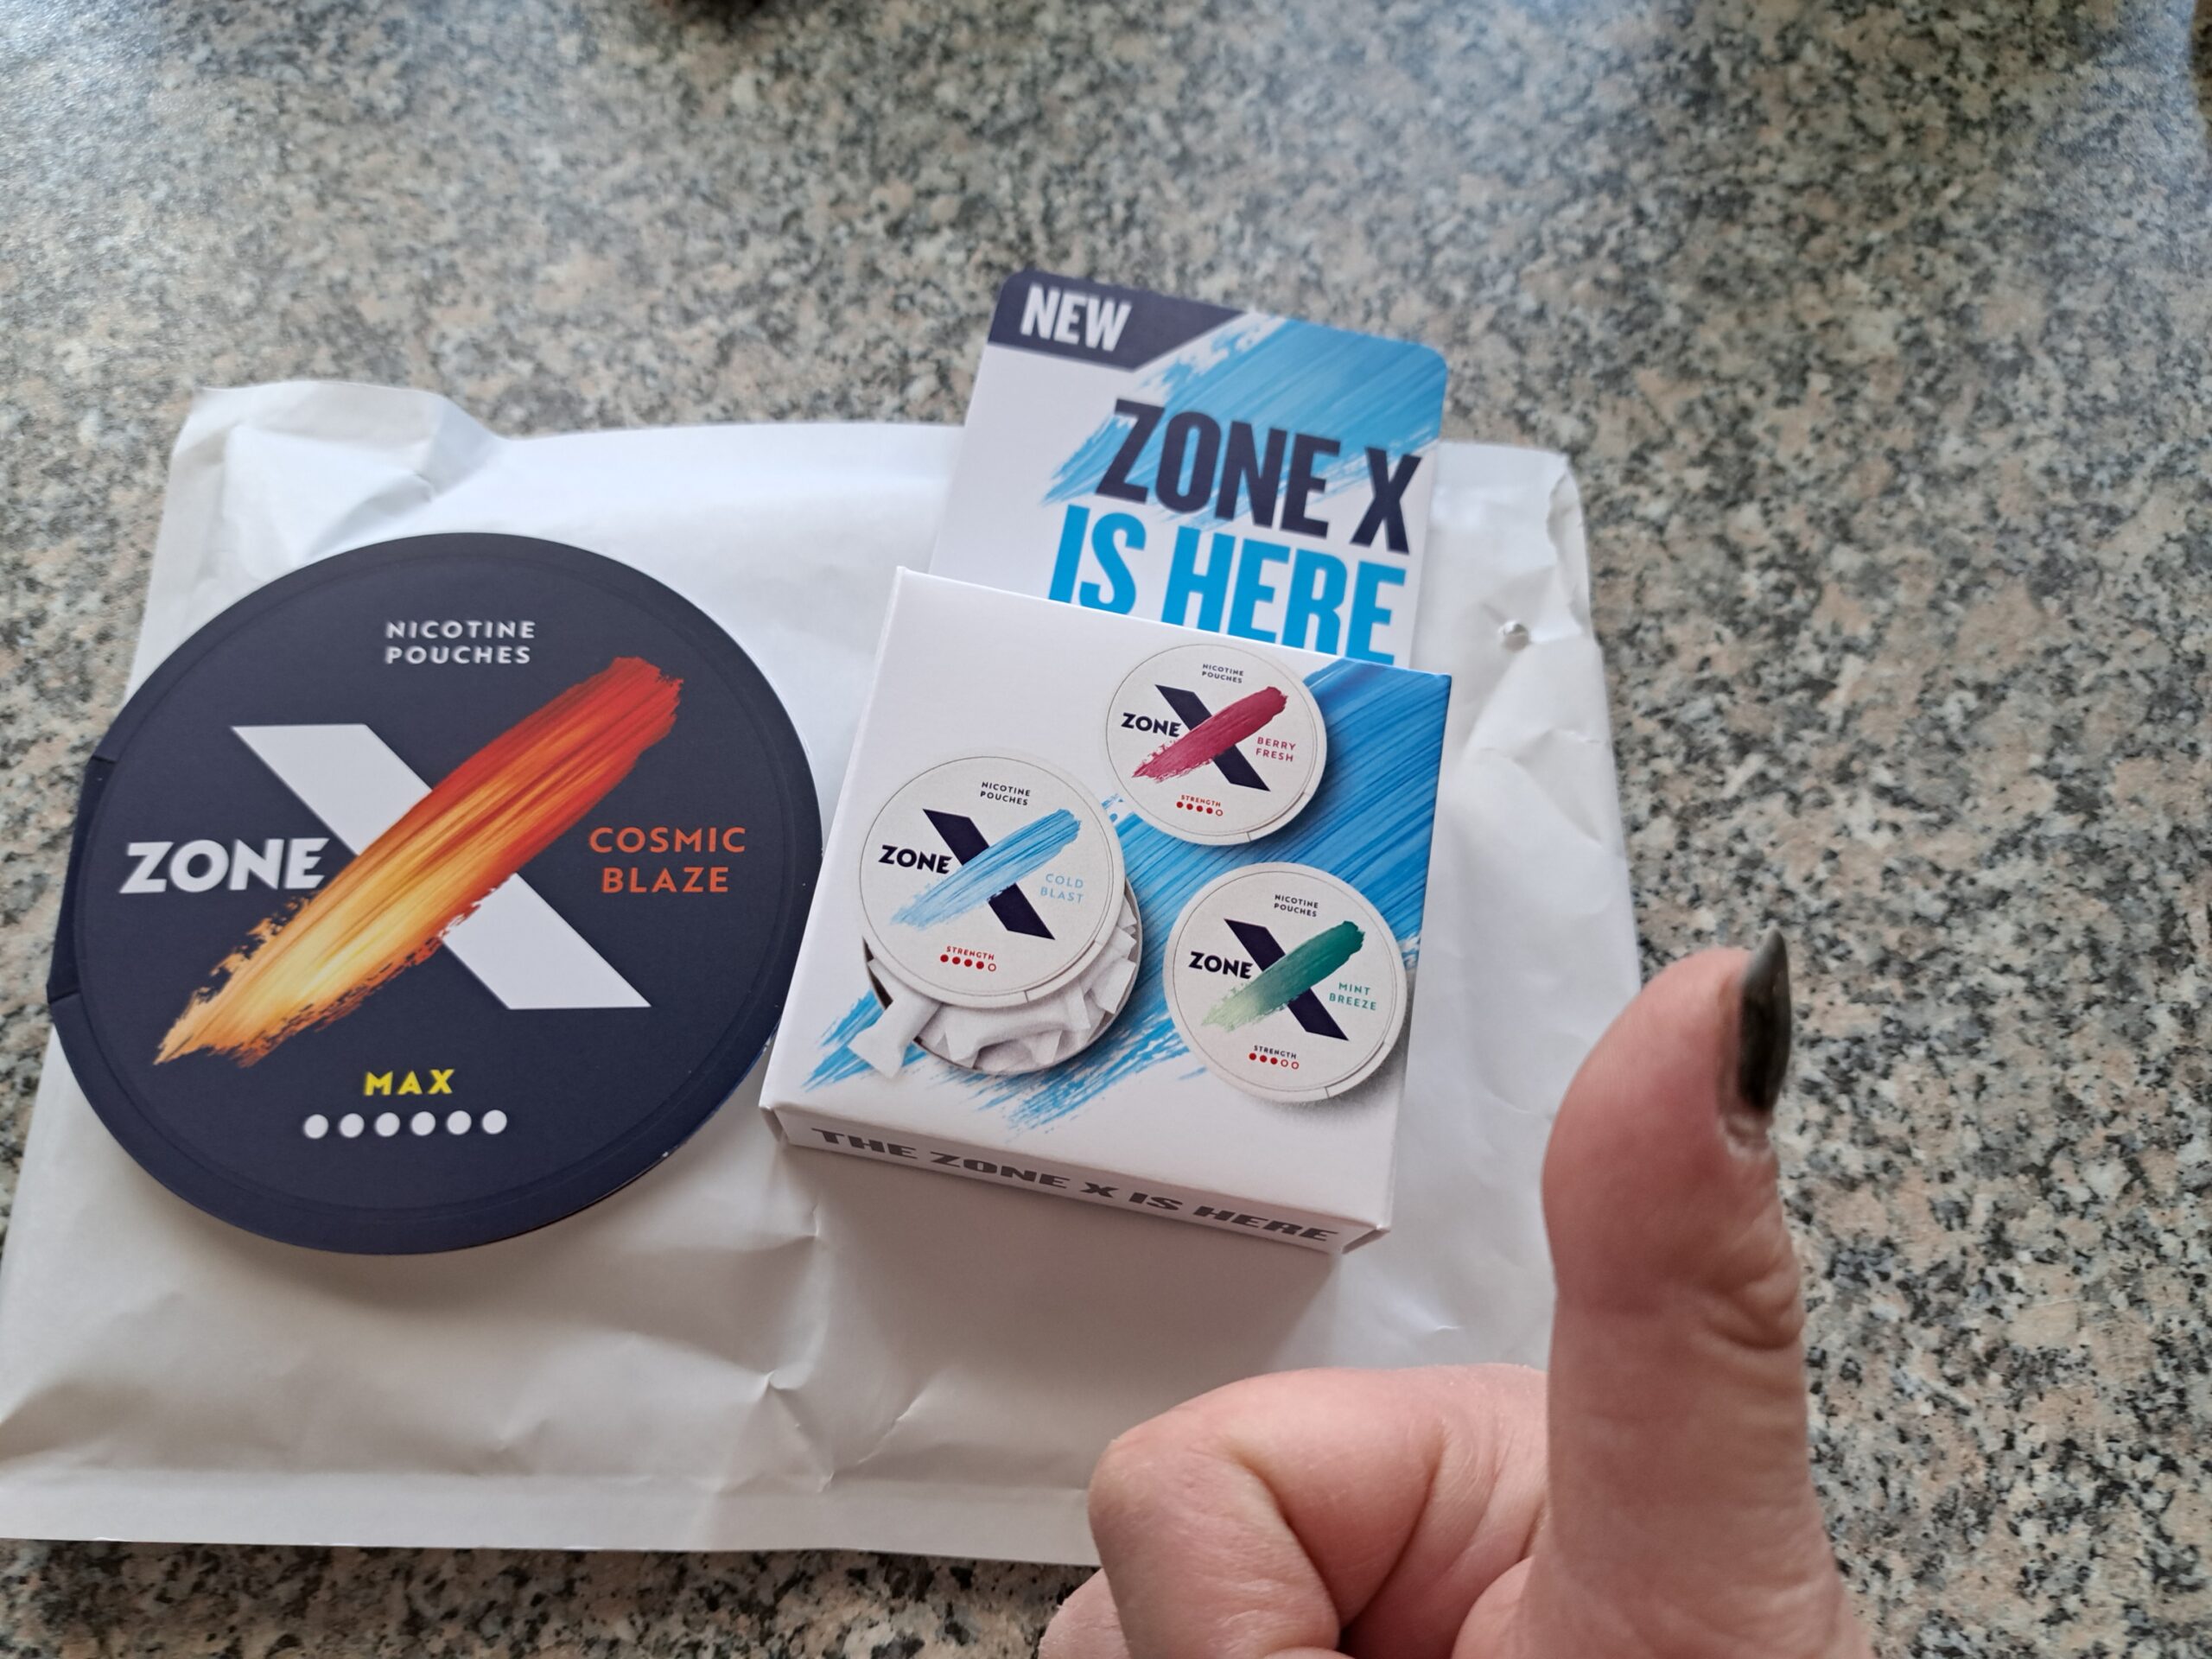 NICOTINE
POUCHES
ZONE X
COSMIC
BLAZE
MAX
NEW
ZONE X
IS HERE
NICOTINE
POUCHES
ZONE X
BERRY
FRESH
STRENGTH
NICOTINE
POUCHES
ZONE X
COLD
BLAST
STRENGTH
NICOTINE
POUCHES
ZONE X
MINT
BREEZE
STRENGTH
THE ZONE X IS HERE